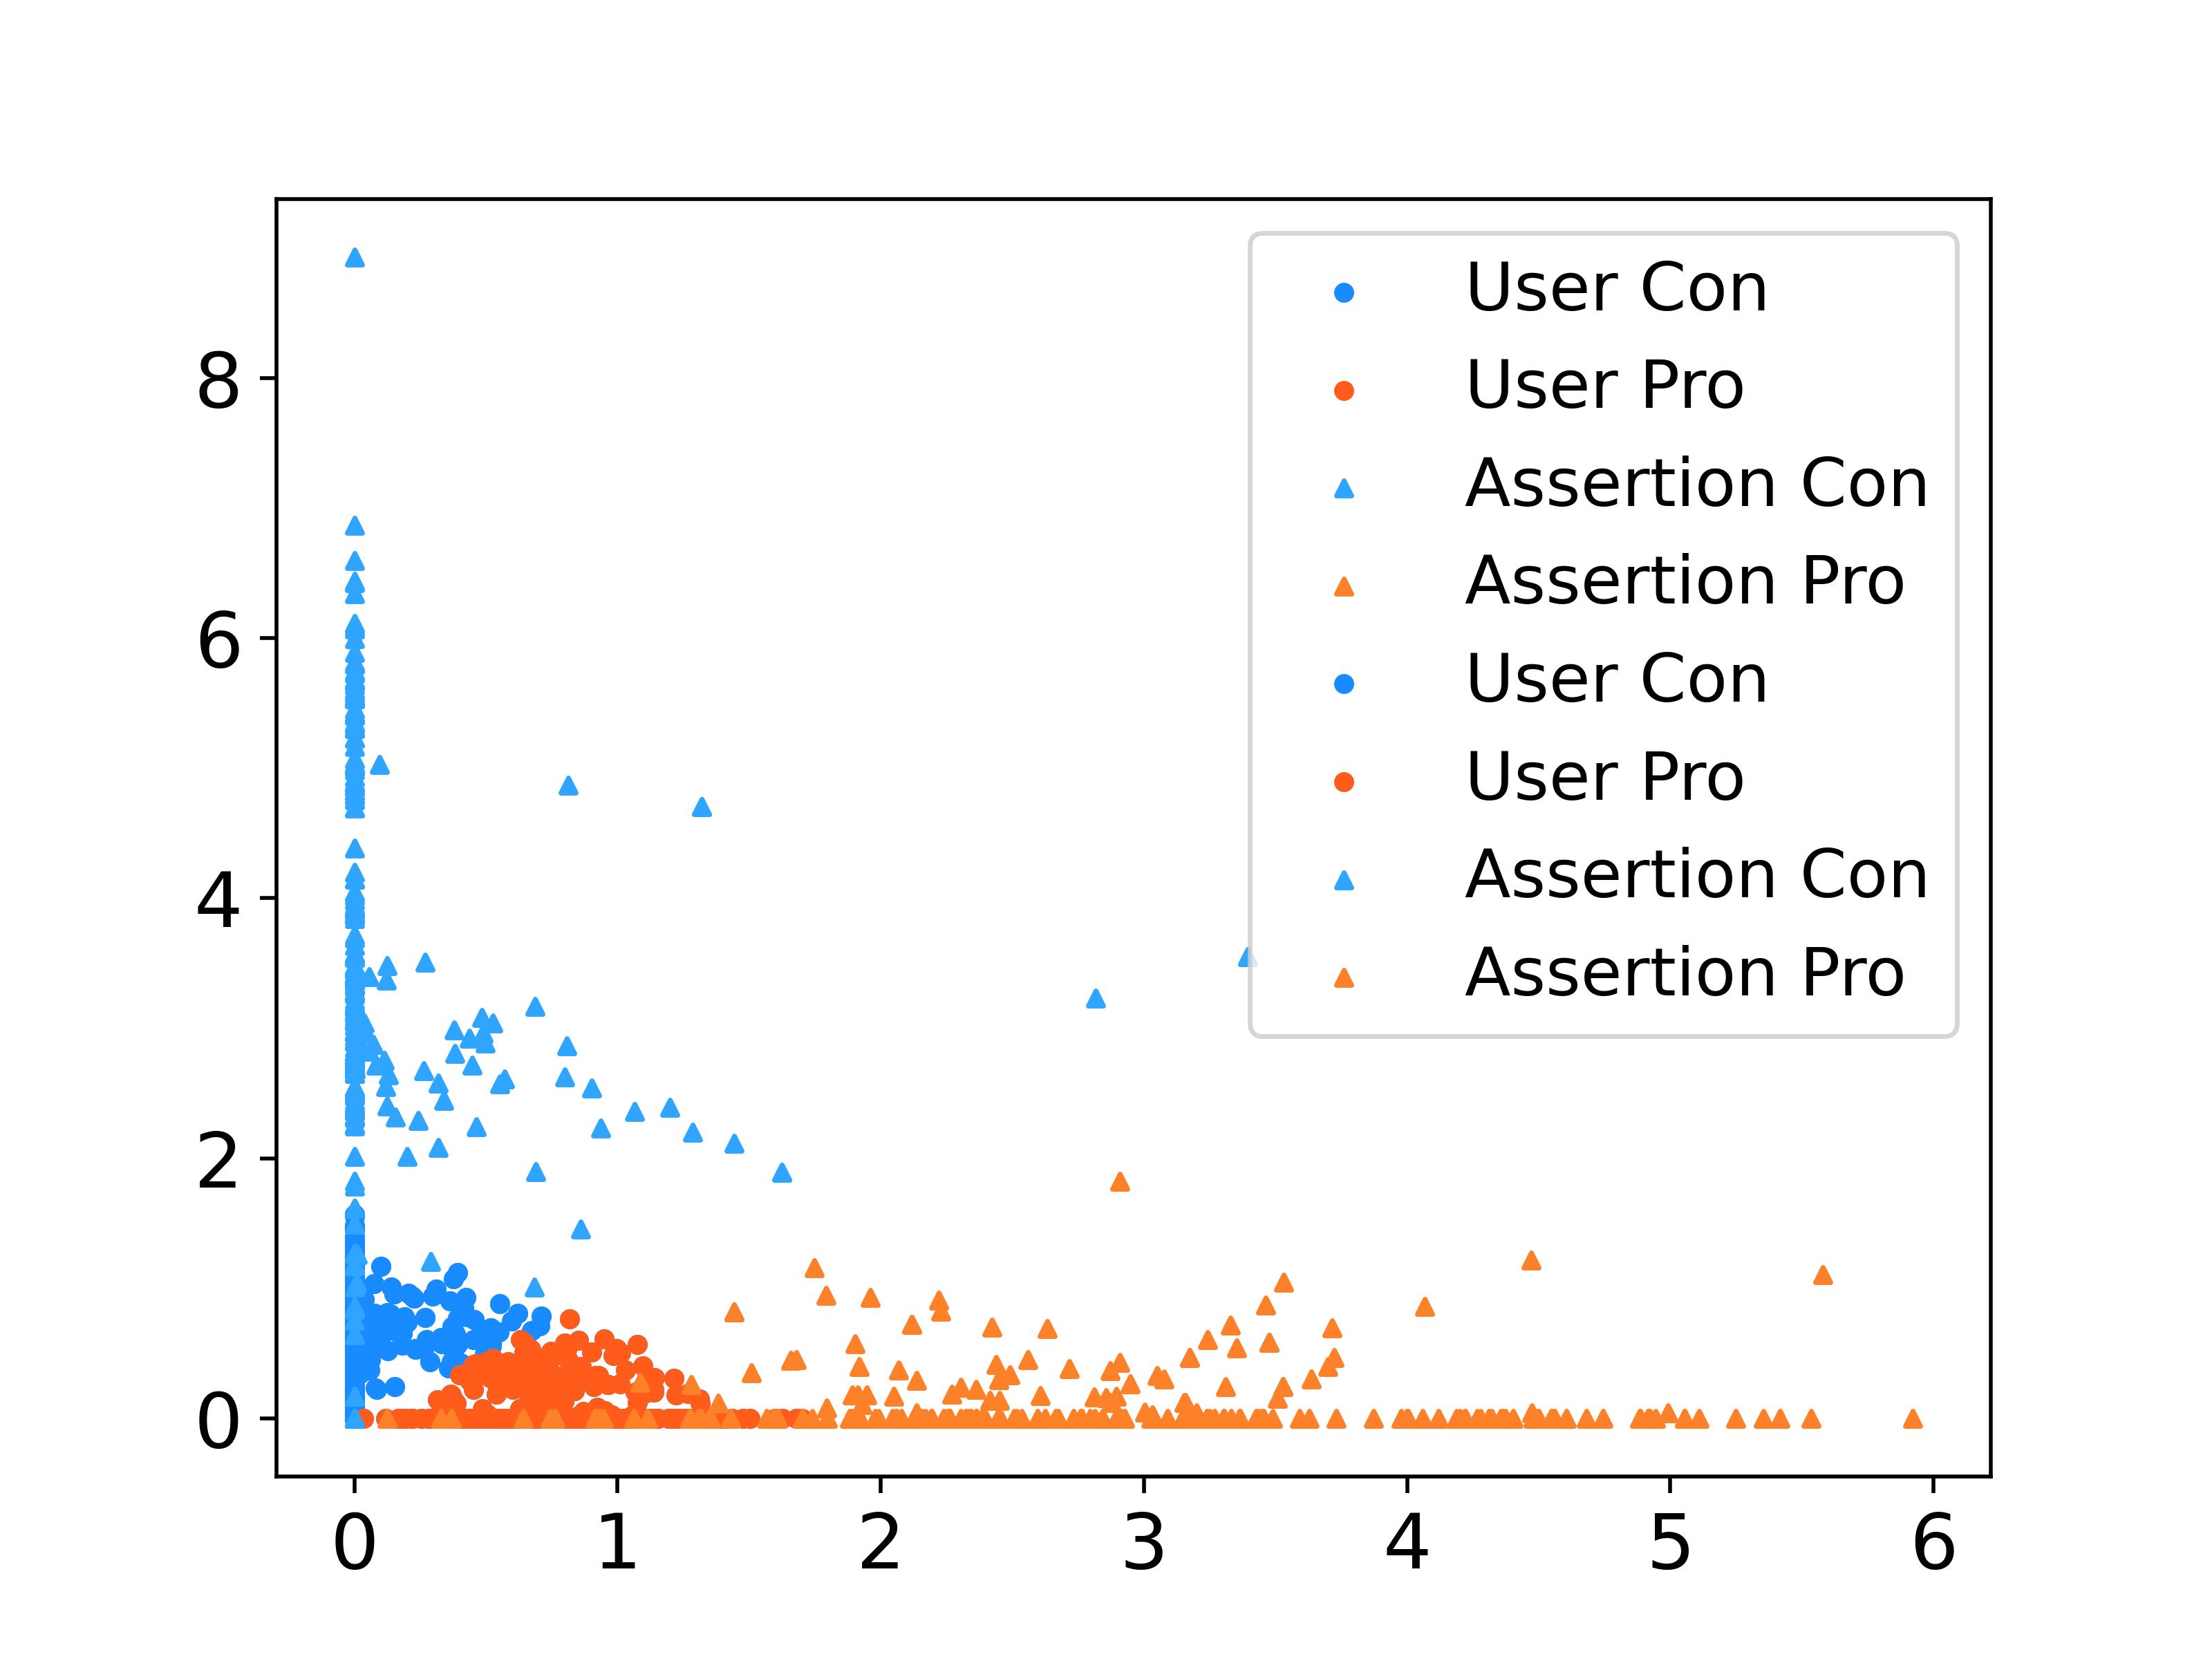 User Con
User Pro
Assertion Con
Assertion Pro
User Con
User Pro
Assertion Con
Assertion Pro
8
6
4
2
0
0 1 2 3 4 5 6